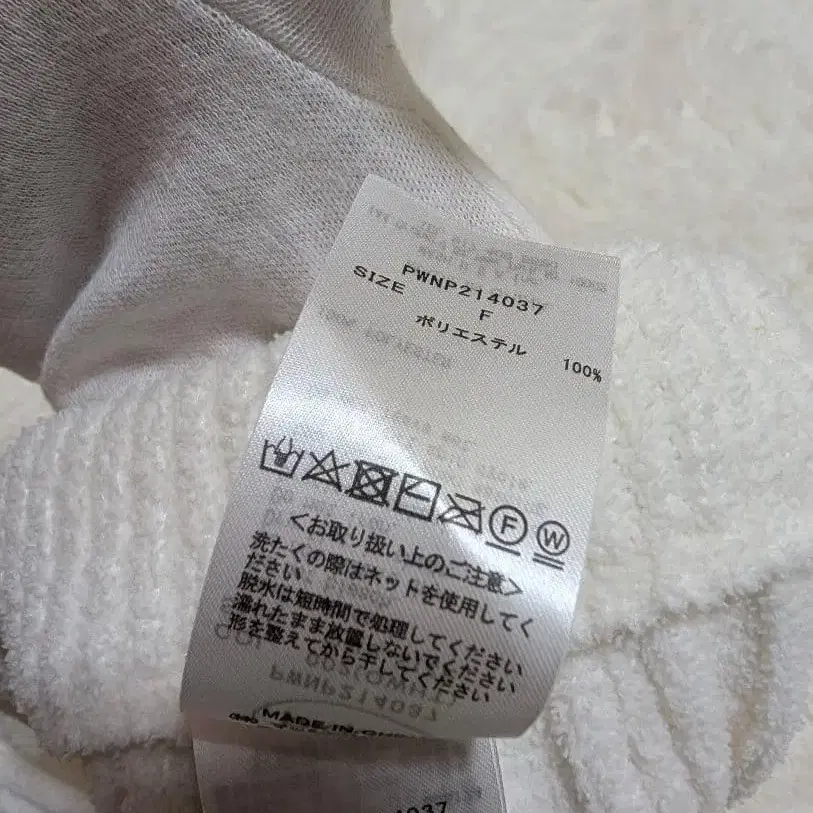 PWNP214037
SIZE F
ポリエステル 100%
F W
<お取り扱い上のご注意>
洗たくの際はネットを使用してく
ださい
脱水は短時間で処理してください
濡れたまま放置しないでください
形を整えてから干してください
PWNP214037
MADE IN
214037